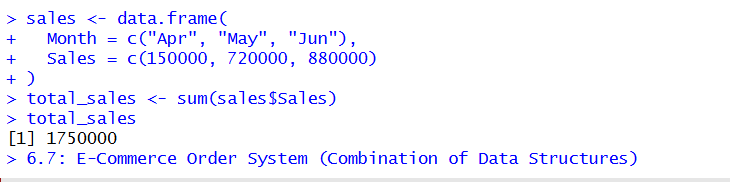 > sales <- data.frame(
+   Month = c("Apr", "May", "Jun"),
+   Sales = c(150000, 720000, 880000)
+ )
> total_sales <- sum(sales$Sales)
> total_sales
[1] 1750000
> 6.7: E-Commerce Order System (Combination of Data Structures)